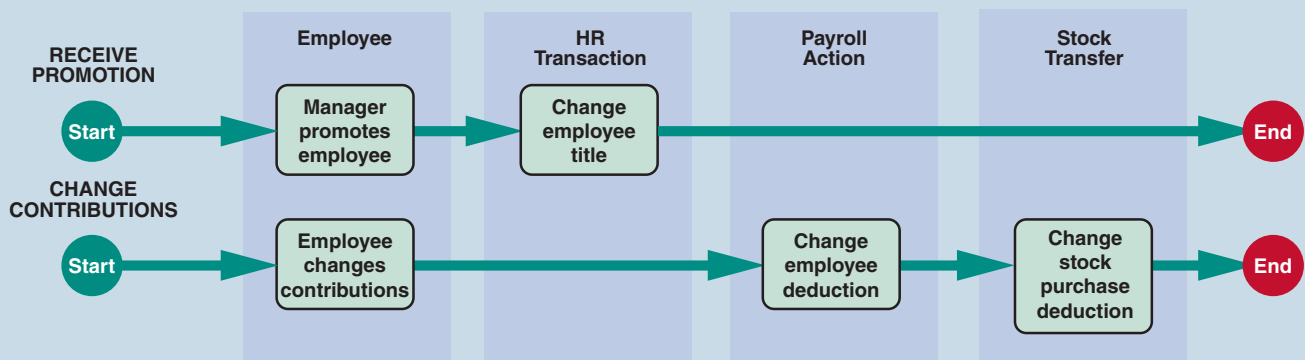 Employee
HR
Transaction
Payroll
Action
Stock
Transfer
RECEIVE
PROMOTION
Start
Manager
promotes
employee
Change
employee
title
End
CHANGE
CONTRIBUTIONS
Start
Employee
changes
contributions
Change
employee
deduction
Change
stock
purchase
deduction
End